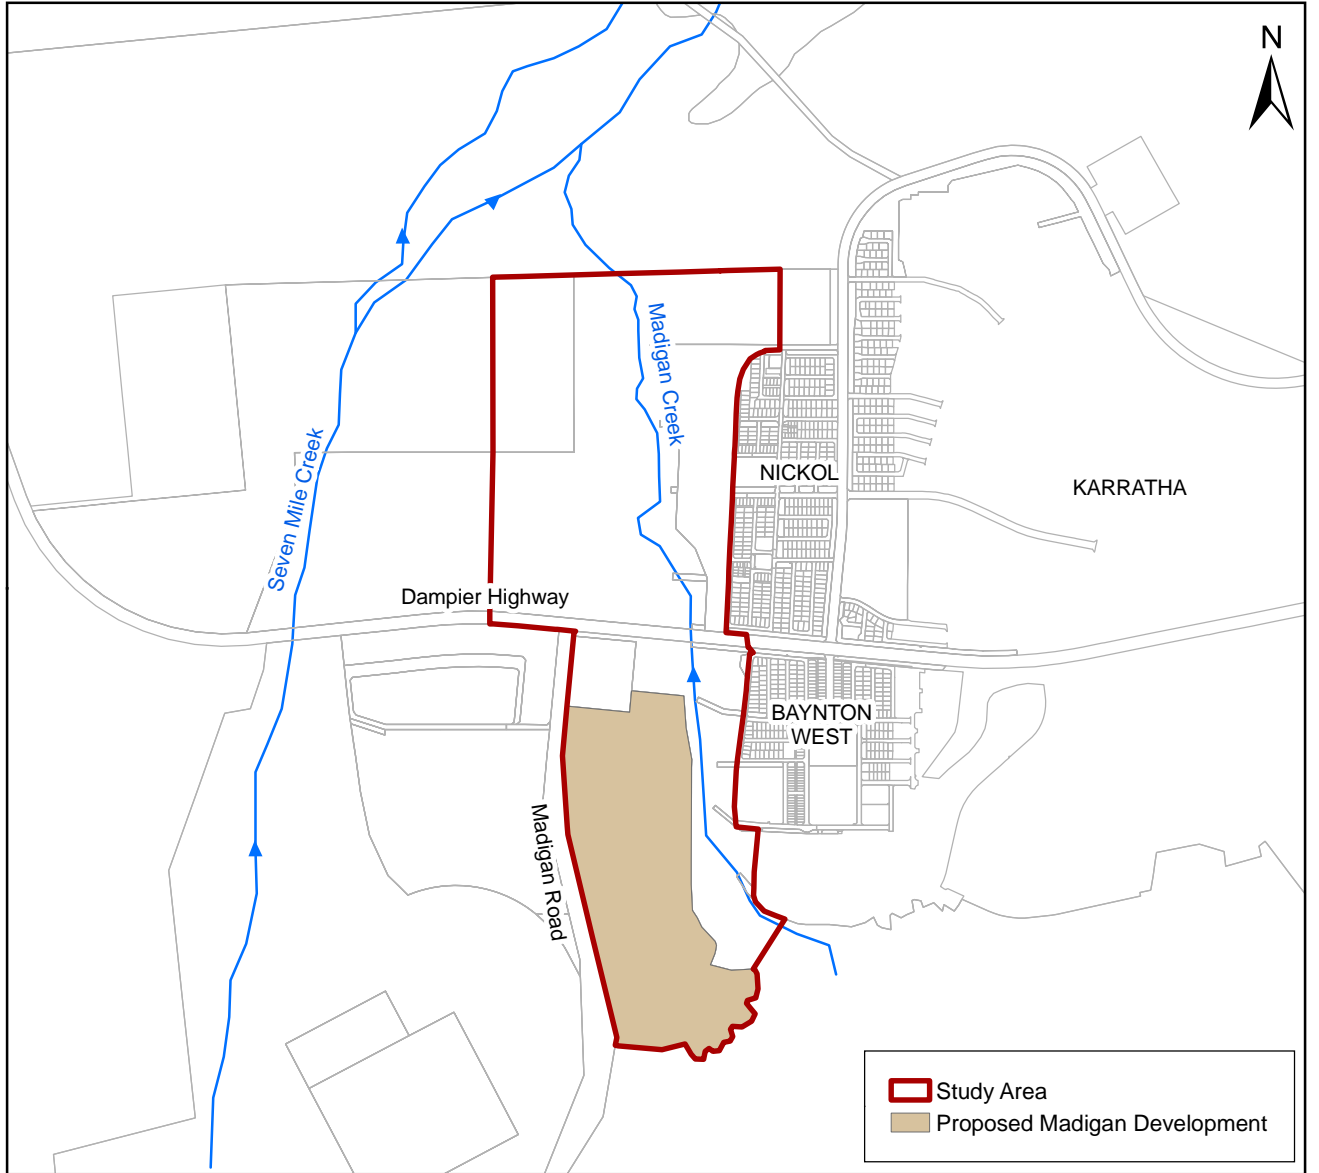 N
Madigan Creek
Seven Mile Creek
NICKOL
KARRATHA
Dampier Highway
BAYNTON
WEST
Madigan Road
Study Area
Proposed Madigan Development